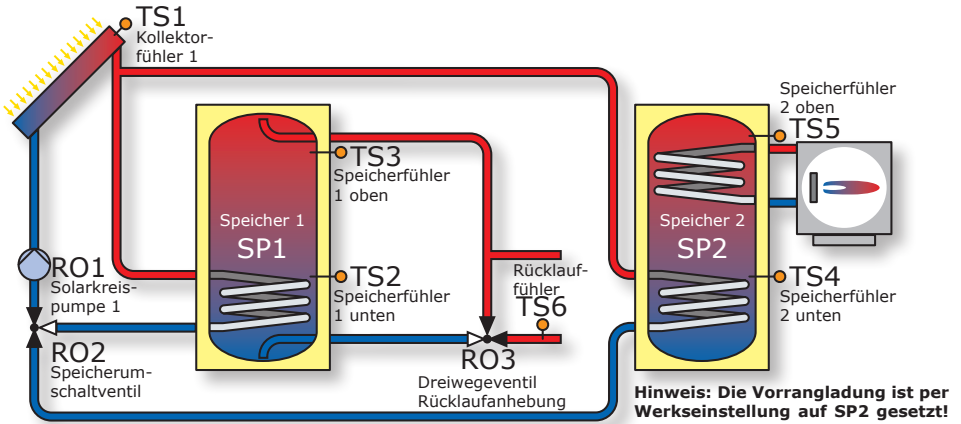 TS1
Kollektor-
fühler 1
Speicherfühler
2 oben
TS5
TS3
Speicherfühler
1 oben
Speicher 1
SP1
Speicher 2
SP2
RO1
Solarkreis-
pumpe 1
TS2
Speicherfühler
1 unten
Rücklauf-
fühler
TS6
TS4
Speicherfühler
2 unten
RO2
Speicherum-
schaltventil
RO3
Dreiwegeventil
Rücklaufanhebung
Hinweis: Die Vorrangladung ist per
Werkseinstellung auf SP2 gesetzt!